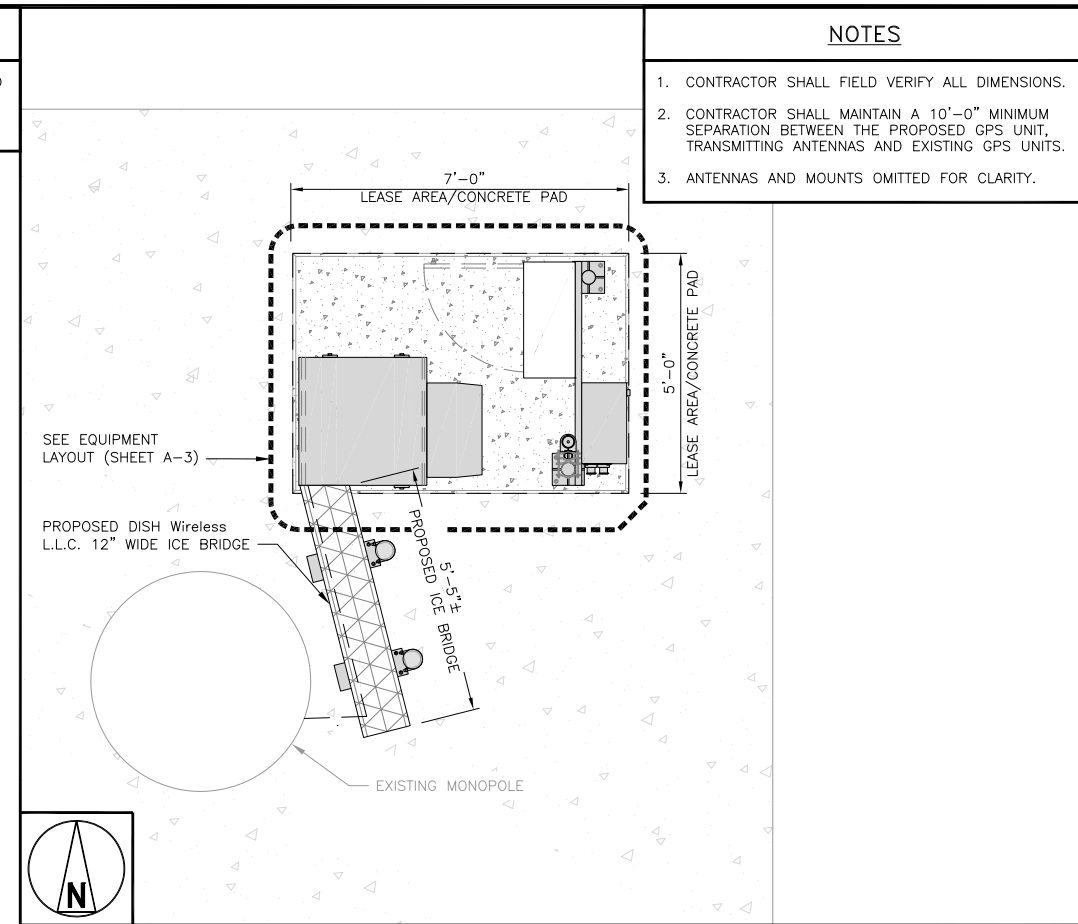 NOTES
1. CONTRACTOR SHALL FIELD VERIFY ALL DIMENSIONS.
2. CONTRACTOR SHALL MAINTAIN A 10'-0" MINIMUM
SEPARATION BETWEEN THE PROPOSED GPS UNIT,
TRANSMITTING ANTENNAS AND EXISTING GPS UNITS.
3. ANTENNAS AND MOUNTS OMITTED FOR CLARITY.
7'-0"
LEASE AREA/CONCRETE PAD
5'-0"
LEASE AREA/CONCRETE PAD
SEE EQUIPMENT
LAYOUT (SHEET A-3)
PROPOSED DISH Wireless
L.L.C. 12" WIDE ICE BRIDGE
5'-5"±
PROPOSED ICE BRIDGE
EXISTING MONOPOLE
N